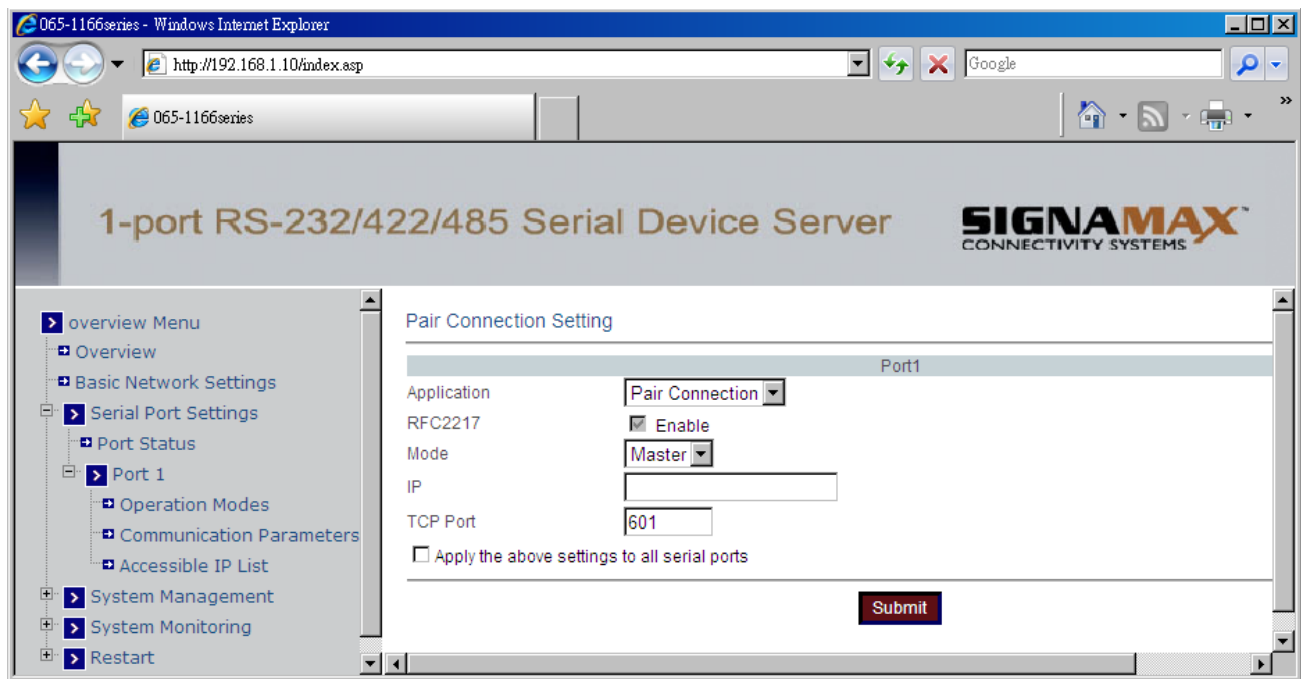 065-1166series - Windows Internet Explorer
http://192.168.1.10/index.asp
Google
065-1166series
1-port RS-232/422/485 Serial Device Server
SIGNAMAX™
CONNECTIVITY SYSTEMS
overview Menu
Overview
Basic Network Settings
Serial Port Settings
Port Status
Port 1
Operation Modes
Communication Parameters
Accessible IP List
System Management
System Monitoring
Restart
Pair Connection Setting
Port1
Application Pair Connection
RFC2217 Enable
Mode Master
IP
TCP Port 601
Apply the above settings to all serial ports
Submit